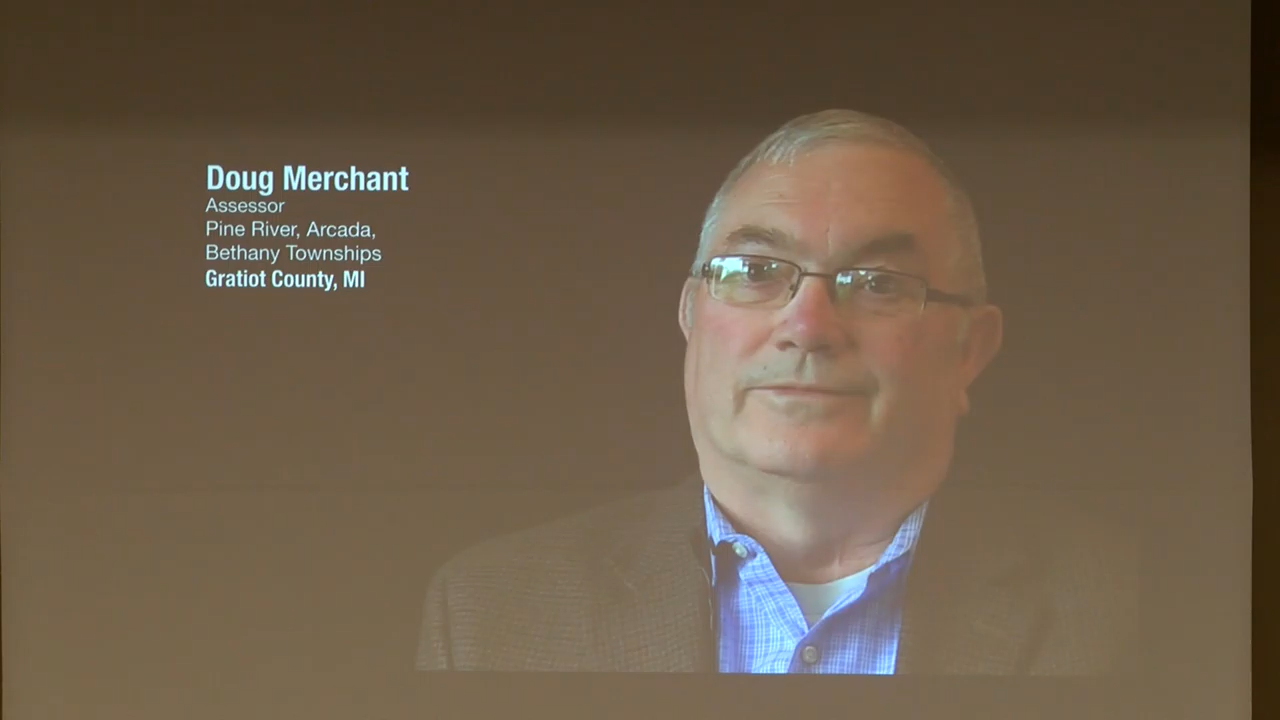 Doug Merchant
Assessor
Pine River, Arcada,
Bethany Townships
Gratiot County, MI